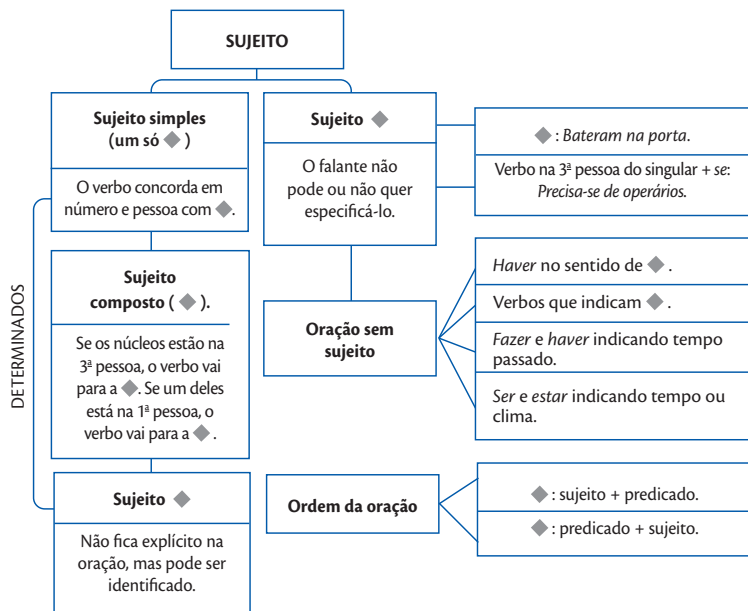 SUJEITO
Sujeito simples
(um só ◆ )
O verbo concorda em
número e pessoa com ◆.
Sujeito
composto ( ◆ ).
Se os núcleos estão na
3ª pessoa, o verbo vai
para a ◆. Se um deles
está na 1ª pessoa, o
verbo vai para a ◆ .
Sujeito ◆
Não fica explícito na
oração, mas pode ser
identificado.
DETERMINADOS
Sujeito ◆
O falante não
pode ou não quer
especificá-lo.
◆ : Bateram na porta.
Verbo na 3ª pessoa do singular + se:
Precisa-se de operários.
Oração sem
sujeito
Haver no sentido de ◆ .
Verbos que indicam ◆ .
Fazer e haver indicando tempo
passado.
Ser e estar indicando tempo ou
clima.
Ordem da oração
◆ : sujeito + predicado.
◆ : predicado + sujeito.